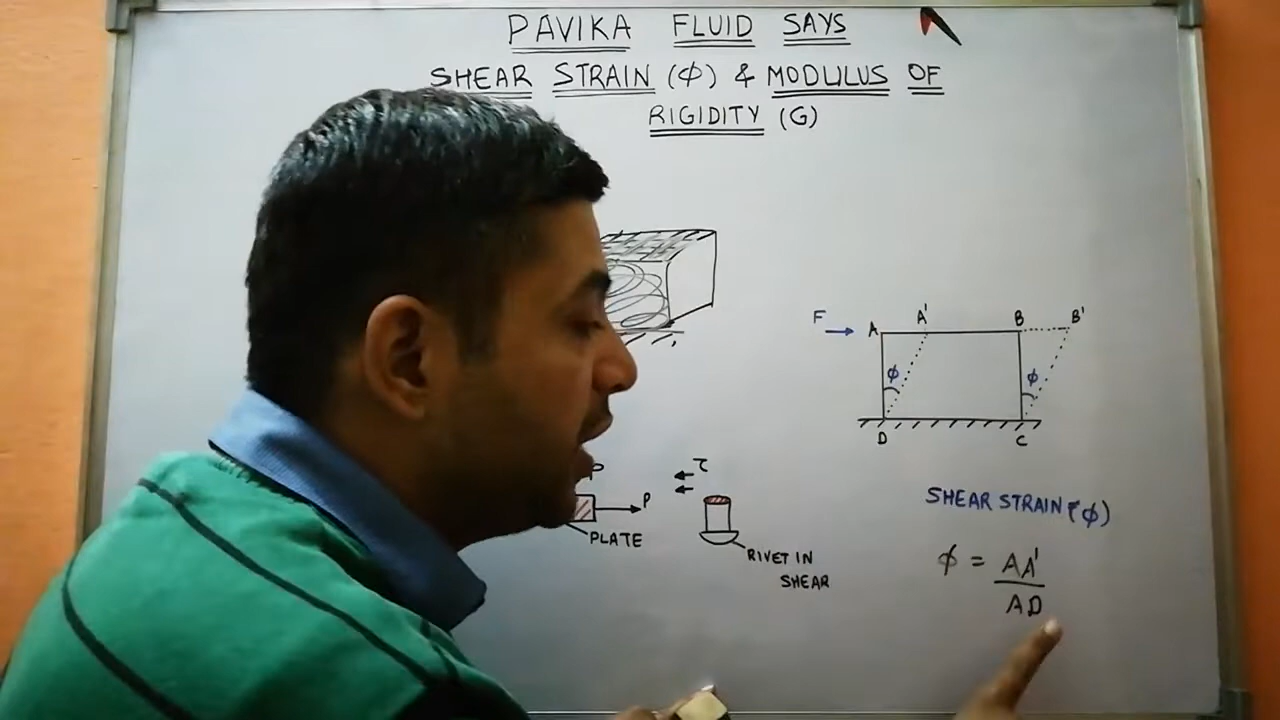 PAVIKA FLUID SAYS
SHEAR STRAIN (ϕ) & MODULUS OF
RIGIDITY (G)
F
A A' B B'
ϕ ϕ
D C
P
τ
P
PLATE
RIVET IN
SHEAR
SHEAR STRAIN (ϕ)
ϕ = AA'
AD